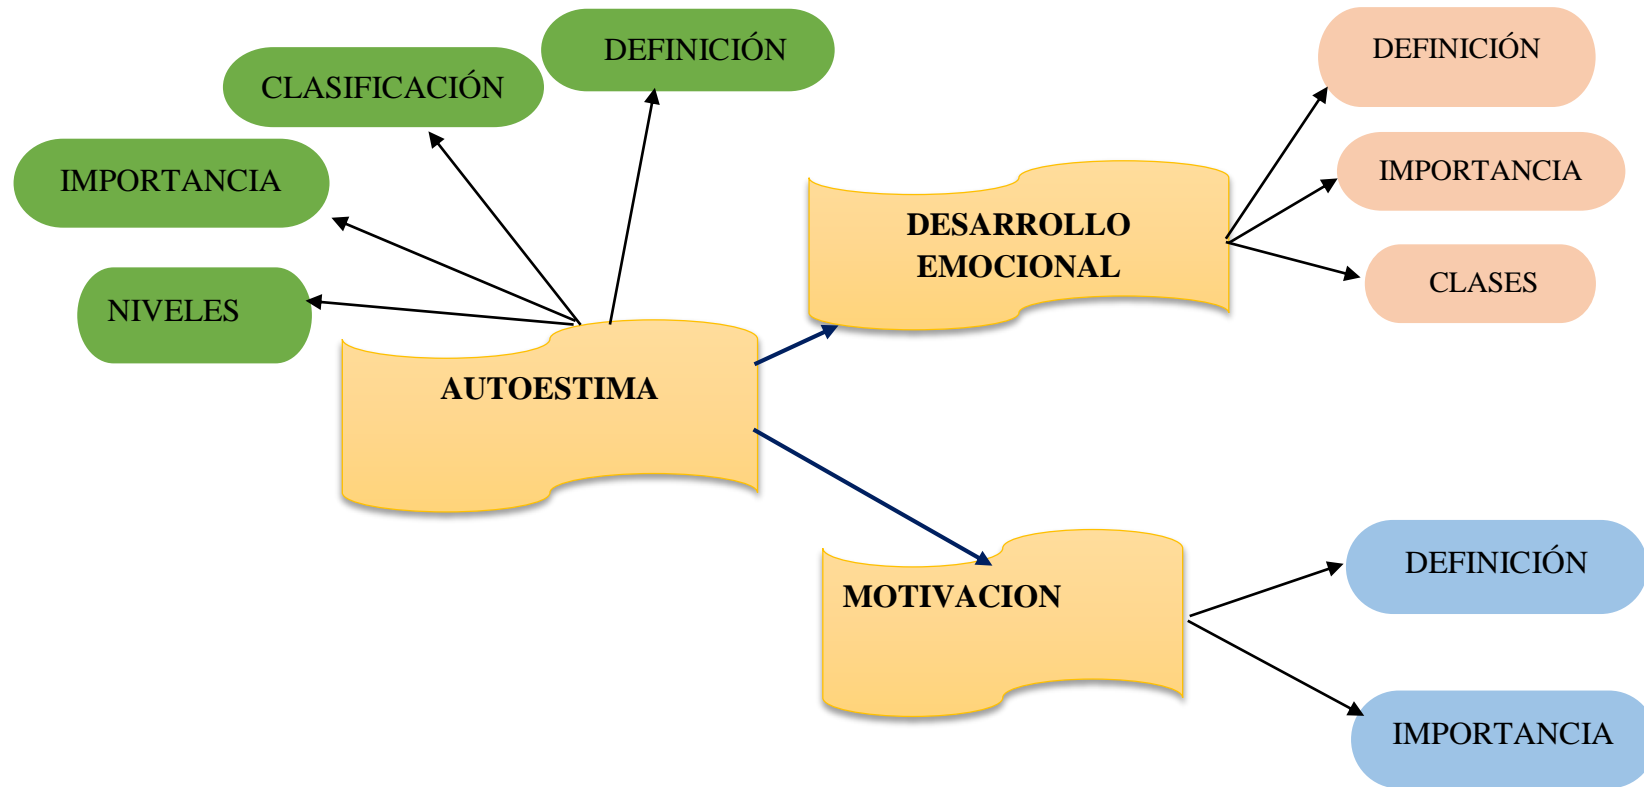 DEFINICIÓN
CLASIFICACIÓN
IMPORTANCIA
NIVELES
AUTOESTIMA
DESARROLLO
EMOCIONAL
DEFINICIÓN
IMPORTANCIA
CLASES
MOTIVACION
DEFINICIÓN
IMPORTANCIA